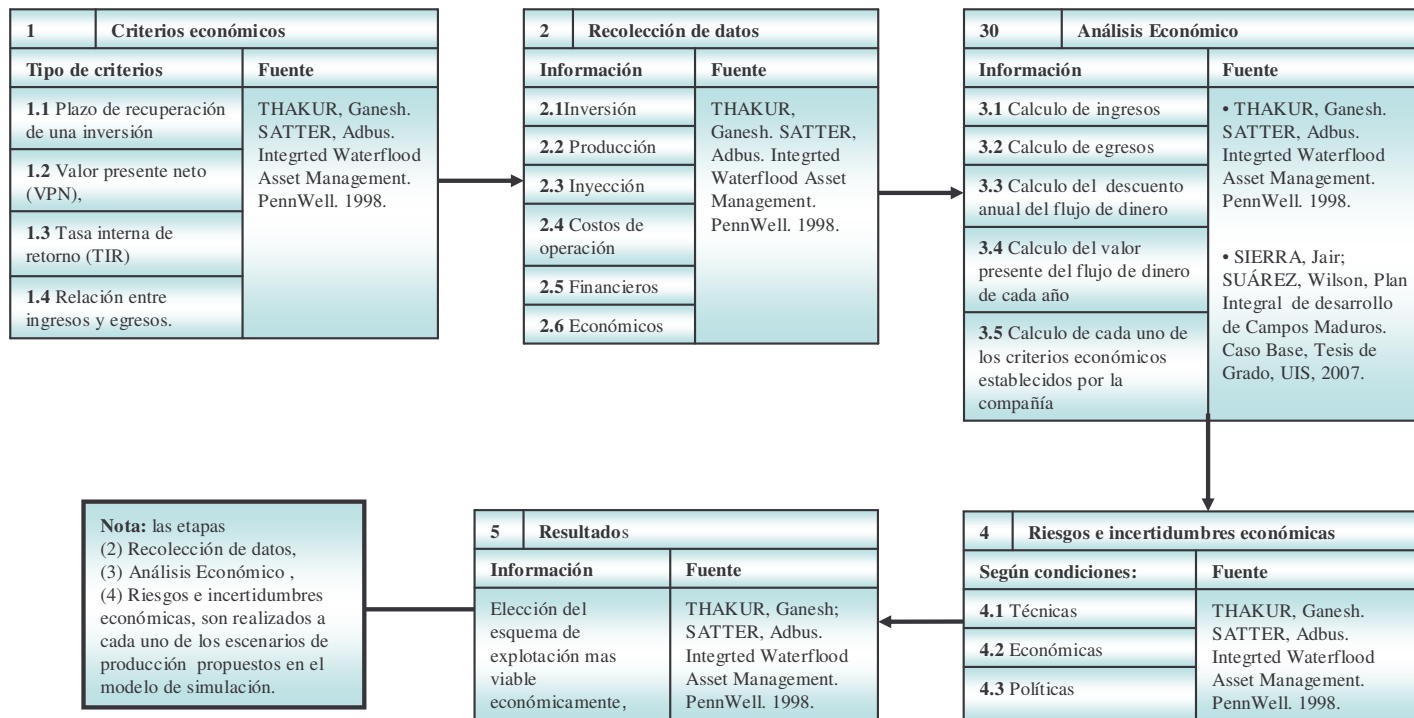 1 Criterios económicos
Tipo de criterios
Fuente
1.1 Plazo de recuperación
de una inversión
1.2 Valor presente neto
(VPN),
1.3 Tasa interna de
retorno (TIR)
1.4 Relación entre
ingresos y egresos.
THAKUR, Ganesh.
SATTER, Adbus.
Integrted Waterflood
Asset Management.
PennWell. 1998.
2 Recolección de datos
Información
Fuente
2.1Inversión
2.2 Producción
2.3 Inyección
2.4 Costos de
operación
2.5 Financieros
2.6 Económicos
THAKUR,
Ganesh. SATTER,
Adbus. Integrted
Waterflood Asset
Management.
PennWell. 1998.
30 Análisis Económico
Información
Fuente
3.1 Calculo de ingresos
3.2 Calculo de egresos
3.3 Calculo del descuento
anual del flujo de dinero
3.4 Calculo del valor
presente del flujo de dinero
de cada año
3.5 Calculo de cada uno de
los criterios económicos
establecidos por la
compañía
• THAKUR, Ganesh.
SATTER, Adbus.
Integrted Waterflood
Asset Management.
PennWell. 1998.
• SIERRA, Jair;
SUÁREZ, Wilson, Plan
Integral de desarrollo
de Campos Maduros.
Caso Base, Tesis de
Grado, UIS, 2007.
4 Riesgos e incertidumbres económicas
Según condiciones:
Fuente
4.1 Técnicas
4.2 Económicas
4.3 Políticas
THAKUR, Ganesh.
SATTER, Adbus.
Integrted Waterflood
Asset Management.
PennWell. 1998.
5 Resultados
Información
Fuente
Elección del
esquema de
explotación mas
viable
económicamente,
THAKUR, Ganesh;
SATTER, Adbus.
Integrted Waterflood
Asset Management.
PennWell. 1998.
Nota: las etapas
(2) Recolección de datos,
(3) Análisis Económico ,
(4) Riesgos e incertidumbres
económicas, son realizados a
cada uno de los escenarios de
producción propuestos en el
modelo de simulación.